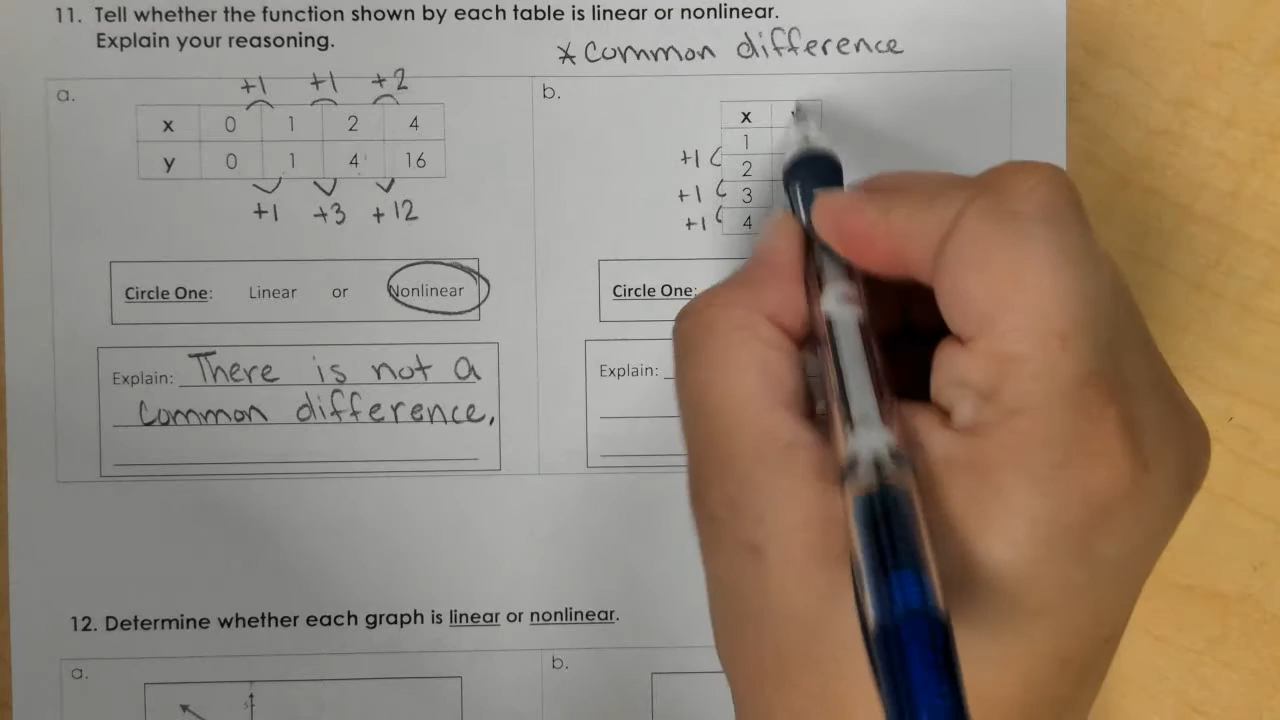 11. Tell whether the function shown by each table is linear or nonlinear.
Explain your reasoning.
* Common difference
a.
+1 +1 +2
x 0 1 2 4
y 0 1 4 16
+1 +3 +12
Circle One: Linear or Nonlinear
Explain: There is not a
common difference.
b.
x
1
+1
2
+1
3
+1
4
Circle One:
Explain:
12. Determine whether each graph is linear or nonlinear.
a.
b.